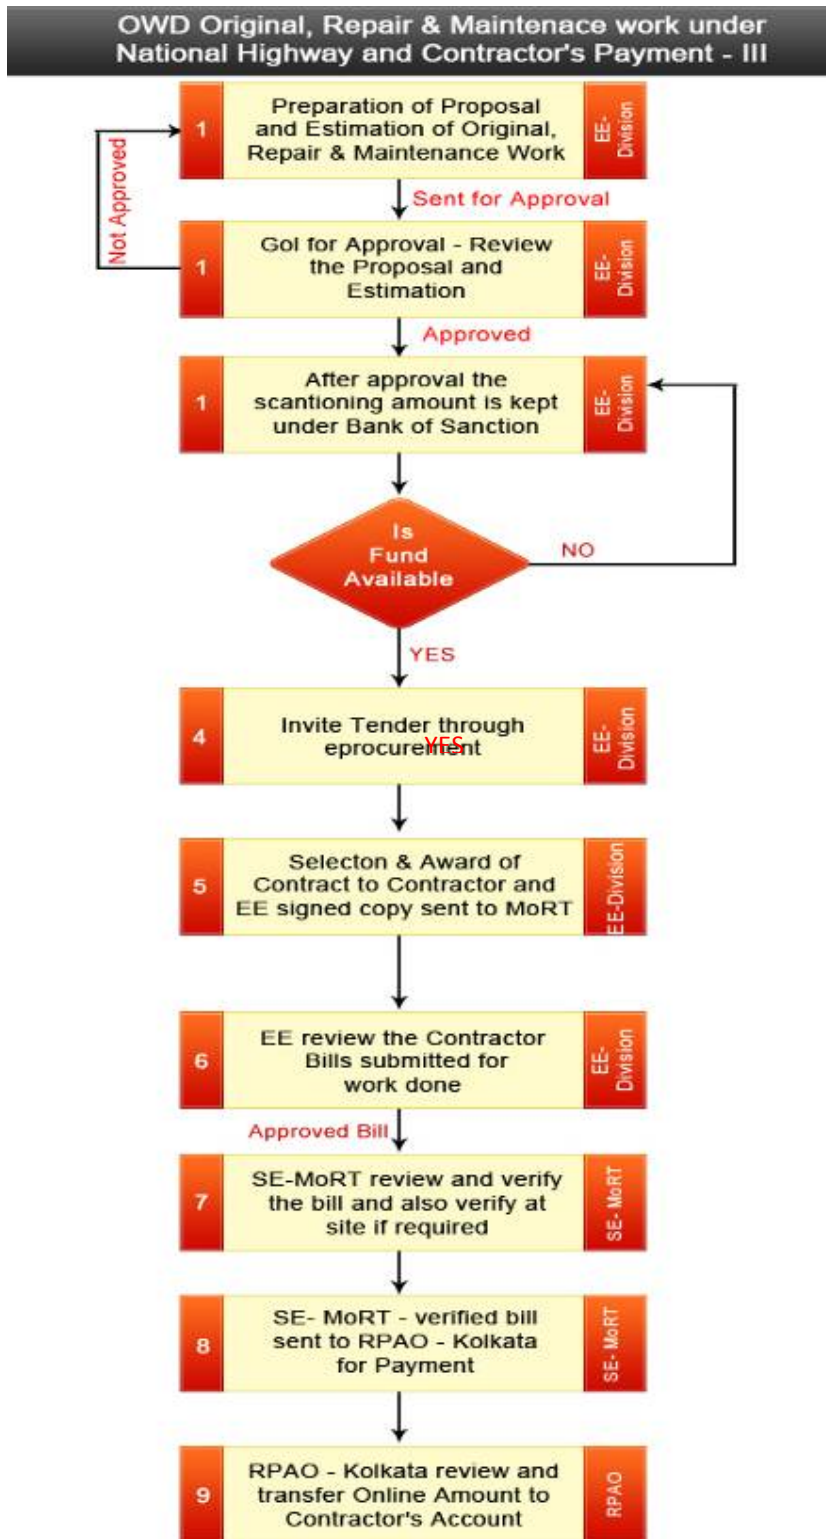 OWD Original, Repair & Maintenace work under
National Highway and Contractor's Payment - III
1
Preparation of Proposal
and Estimation of Original,
Repair & Maintenance Work
EE-
Division
Not Approved
Sent for Approval
1
GoI for Approval - Review
the Proposal and
Estimation
EE-
Division
Approved
1
After approval the
scantioning amount is kept
under Bank of Sanction
EE-
Division
Is
Fund
Available
NO
YES
4
Invite Tender through
eprocurement
YES
EE-
Division
5
Selecton & Award of
Contract to Contractor and
EE signed copy sent to MoRT
EE-Division
6
EE review the Contractor
Bills submitted for
work done
EE-
Division
Approved Bill
7
SE-MoRT review and verify
the bill and also verify at
site if required
SE- MoRT
8
SE- MoRT - verified bill
sent to RPAO - Kolkata
for Payment
SE- MoRT
9
RPAO - Kolkata review and
transfer Online Amount to
Contractor's Account
RPAO